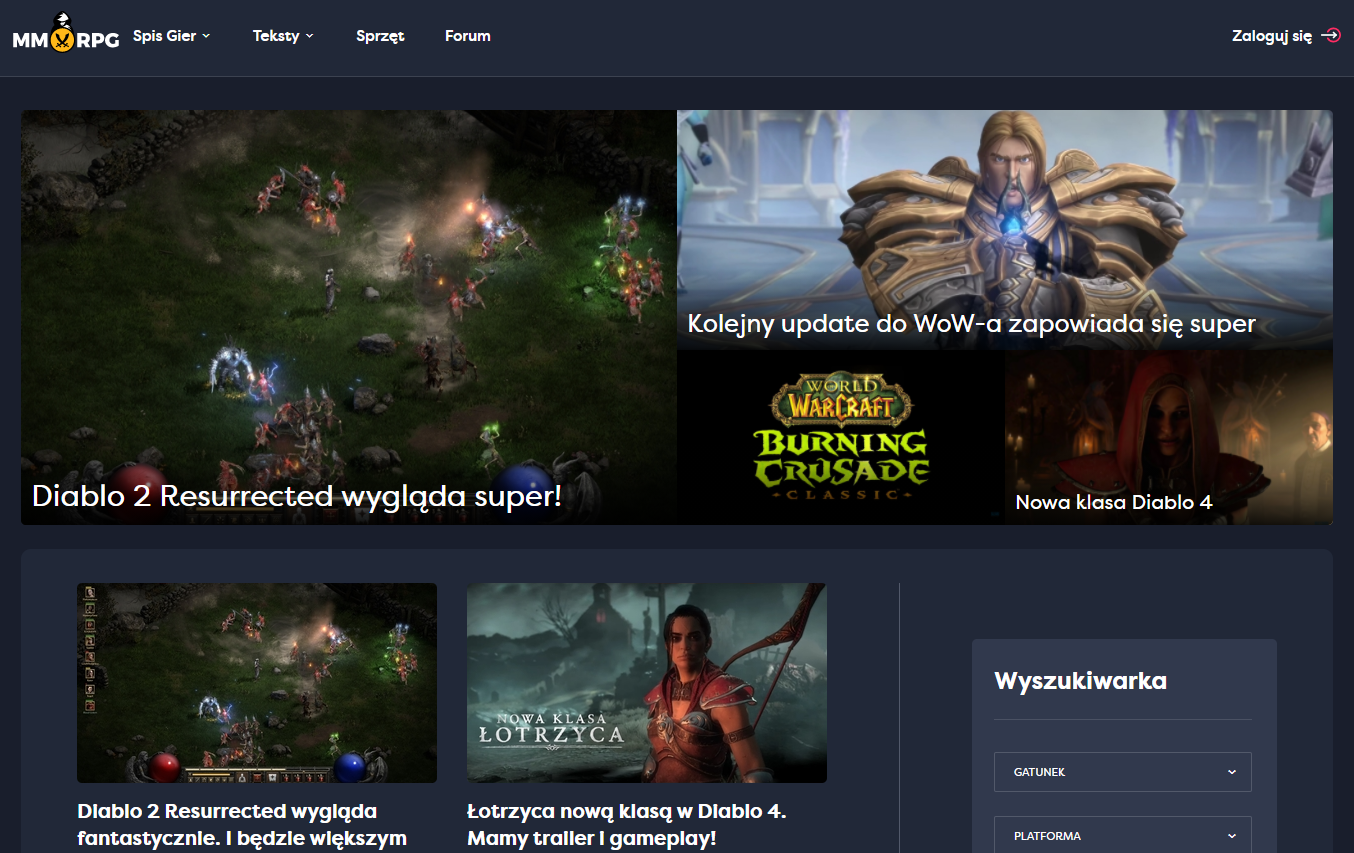 MMORPG
Spis Gier
Teksty
Sprzęt
Forum
Zaloguj się
Diablo 2 Resurrected wygląda super!
Kolejny update do WoW-a zapowiada się super
WORLD
WARCRAFT
BURNING
CRUSADE
CLASSIC
Nowa klasa Diablo 4
NOWA KLASA
ŁOTRZYCA
Diablo 2 Resurrected wygląda
fantastycznie. I będzie większym
Łotrzyca nową klasą w Diablo 4.
Mamy trailer i gameplay!
Wyszukiwarka
GATUNEK
PLATFORMA